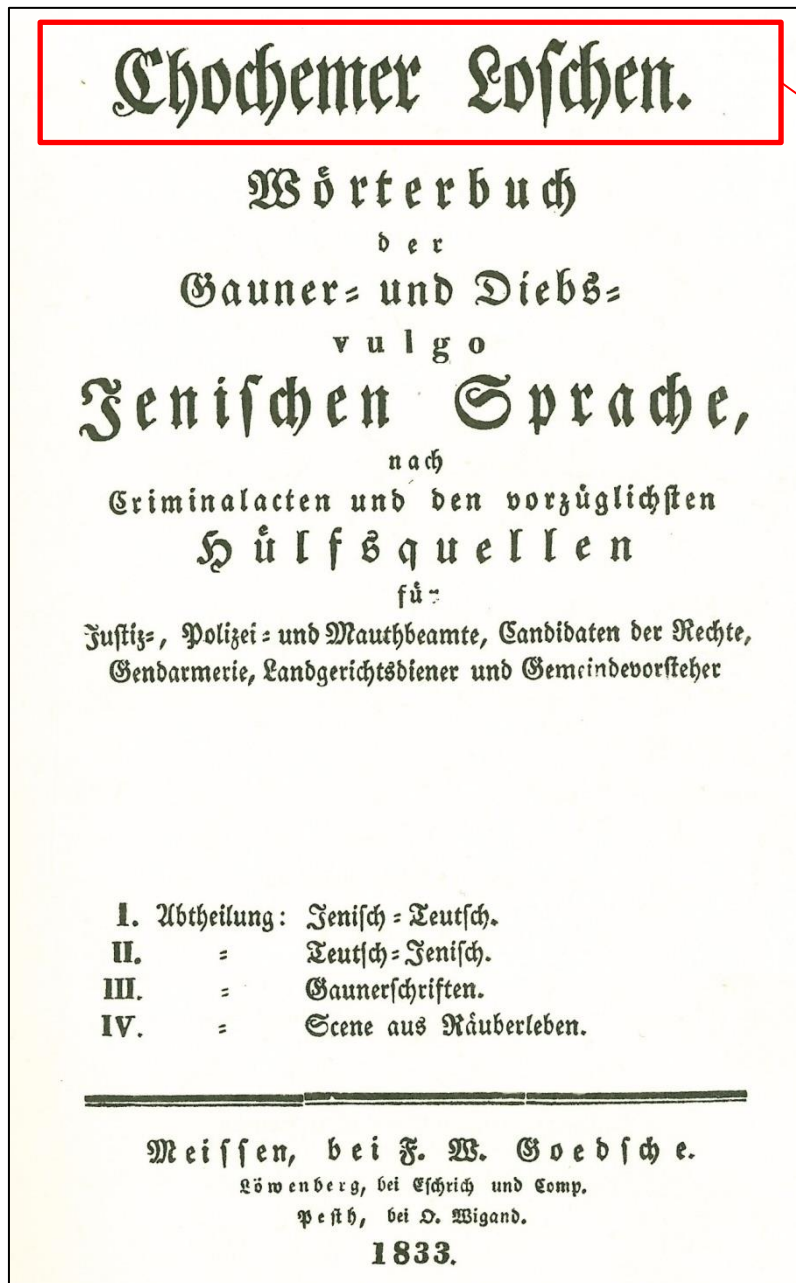 Chochemer Loschen.
Wörterbuch
der
Gauner- und Diebs-
vulgo
Jenischen Sprache,
nach
Criminalacten und den vorzüglichsten
Hülfsquellen
für
Justiz-, Polizei- und Mauthbeamte, Candidaten der Rechte,
Gendarmerie, Landgerichtsdiener und Gemeindevorsteher
I. Abtheilung: Jenisch-Teutsch.
II. = Teutsch-Jenisch.
III. = Gaunerschriften.
IV. = Scene aus Räuberleben.
Meissen, bei F. W. Goedsche.
Löwenberg, bei Eschrich und Comp.
Pesth, bei O. Wigand.
1833.